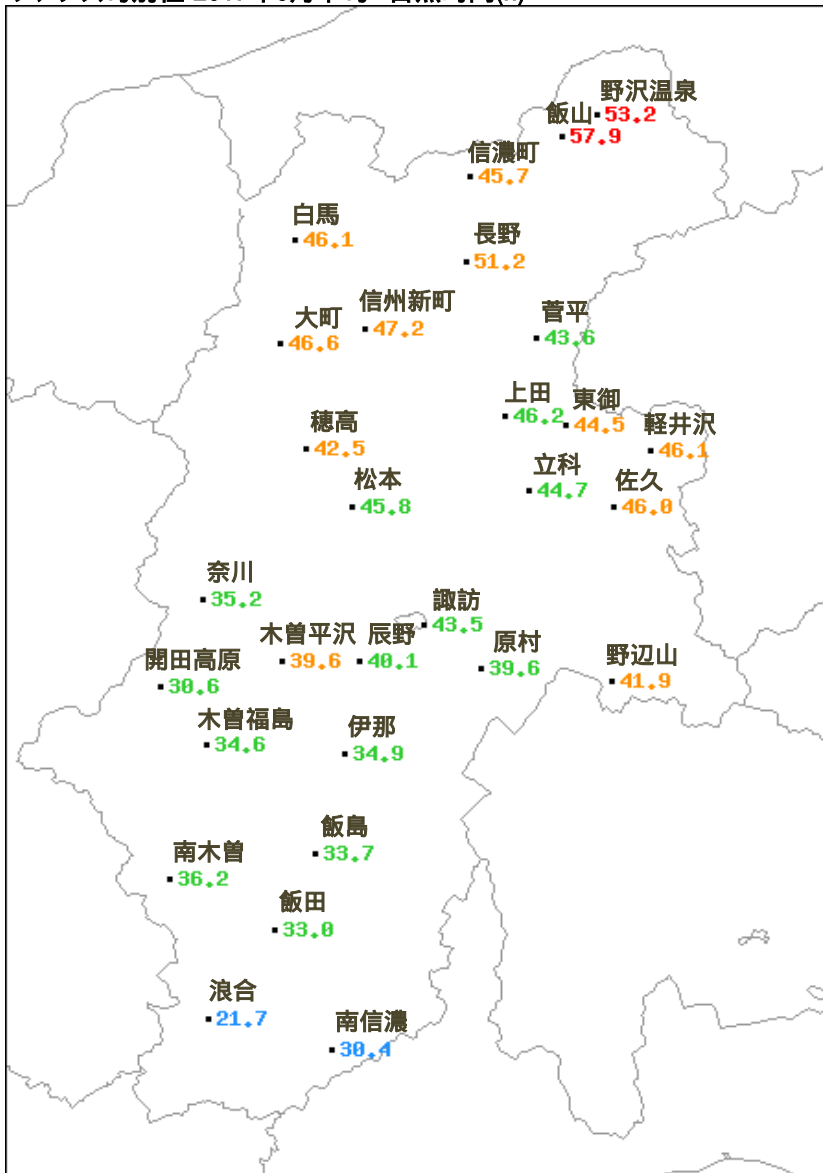 野沢温泉
53.2
飯山
57.9
信濃町
45.7
白馬
46.1
長野
51.2
信州新町
47.2
大町
46.6
菅平
43.6
上田
46.2
東御
44.5
軽井沢
46.1
穂高
42.5
松本
45.8
立科
44.7
佐久
46.0
奈川
35.2
諏訪
43.5
木曽平沢
39.6
辰野
40.1
原村
39.6
野辺山
41.9
開田高原
30.6
木曽福島
34.6
伊那
34.9
飯島
33.7
南木曽
36.2
飯田
33.0
浪合
21.7
南信濃
30.4